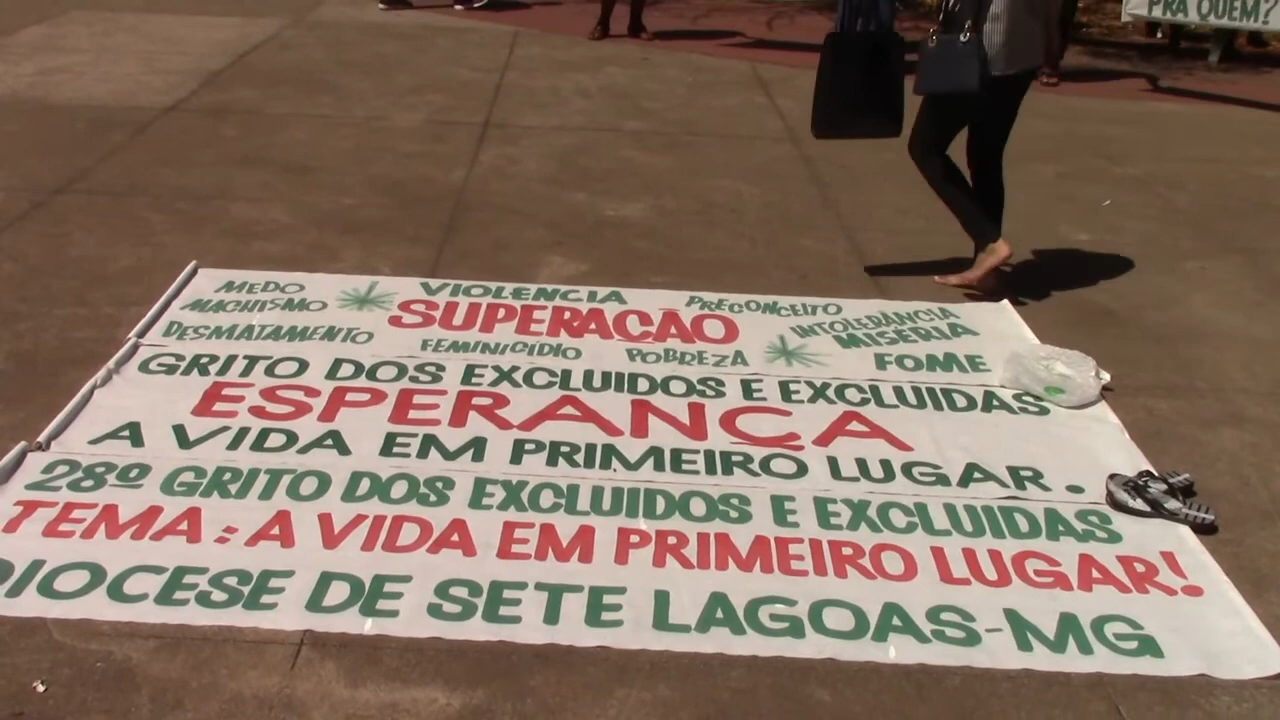 PRA QUEM?
MEDO VIOLENCIA PRECONCEITO
MACHISMO SUPERAÇÃO INTOLERÂNCIA
MISÉRIA
DESMATAMENTO FEMINICÍDIO POBREZA FOME
GRITO DOS EXCLUIDOS E EXCLUIDAS
ESPERANÇA
A VIDA EM PRIMEIRO LUGAR.
28º GRITO DOS EXCLUIDOS E EXCLUIDAS
TEMA: A VIDA EM PRIMEIRO LUGAR!
DIOCESE DE SETE LAGOAS-MG